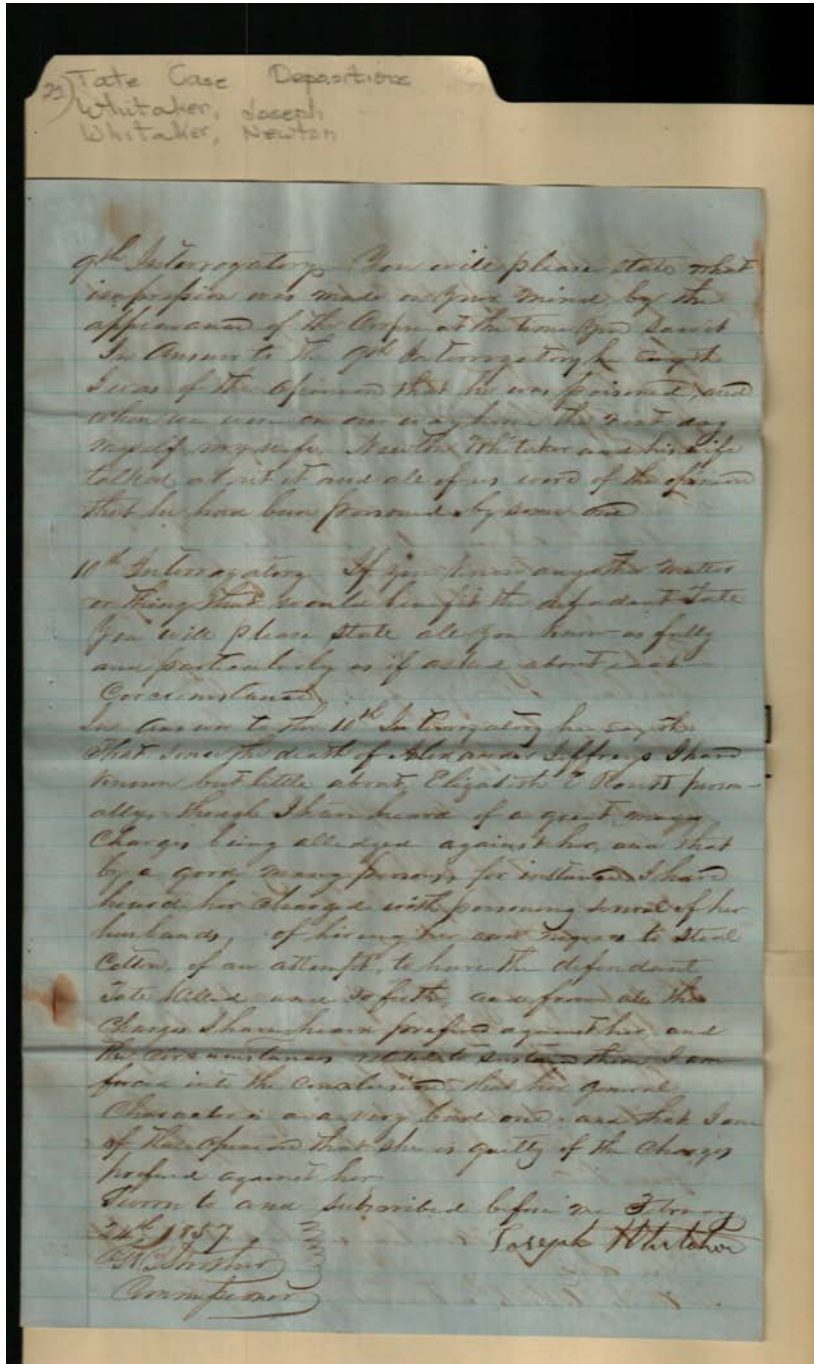 22) Tate Case Depositions
Whitaker, Joseph
Whitaker, Newton
9th Interrogatory You will please state what
impression was made on your mind by the
appearance of the Corpse at the time you saw it
In Answer to the 9th Interrogatory he sayeth
I was of the opinion that he was poisoned, and
when we were on our way home the next day
myself my wife Newton Whitaker and his wife
talked about it and all of us were of the opinion
that he had been poisoned by some one
10th Interrogatory If you know any other matter
or thing that would benefit the defendant Tate
You will please state all you know as fully
and particularly as if asked about each
Corcumstance
In Answer to the 10th Interrogatory he sayeth
That since the death of Alexander Jeffreys I have
known but little about Elizabeth E Routt person-
ally, though I have heard of a great many
Charges being alledged against her, and that
by a good many persons for instance I have
heard her charged with poisoning several of her
husbands, of hireing her own negroes to steal
Cotton, of an attempt, to have the defendant
Tate killed and so forth and from all the
Charges I have heard prefered against her, and
the circumstances related to sustain them I am
forced into the conclusion that her general
Character is a very bad one, and that I am
of the opinion that she is guilty of the charges
prefered against her
Sworn to and subscribed before me Febuary
24th 1857
Joseph Whitaker
Commissioner